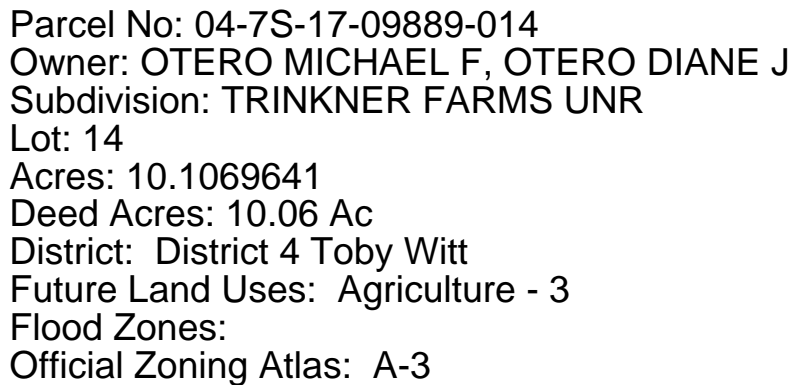 Parcel No: 04-7S-17-09889-014
Owner: OTERO MICHAEL F, OTERO DIANE J
Subdivision: TRINKNER FARMS UNR
Lot: 14
Acres: 10.1069641
Deed Acres: 10.06 Ac
District:  District 4 Toby Witt
Future Land Uses:  Agriculture - 3
Flood Zones:
Official Zoning Atlas:  A-3